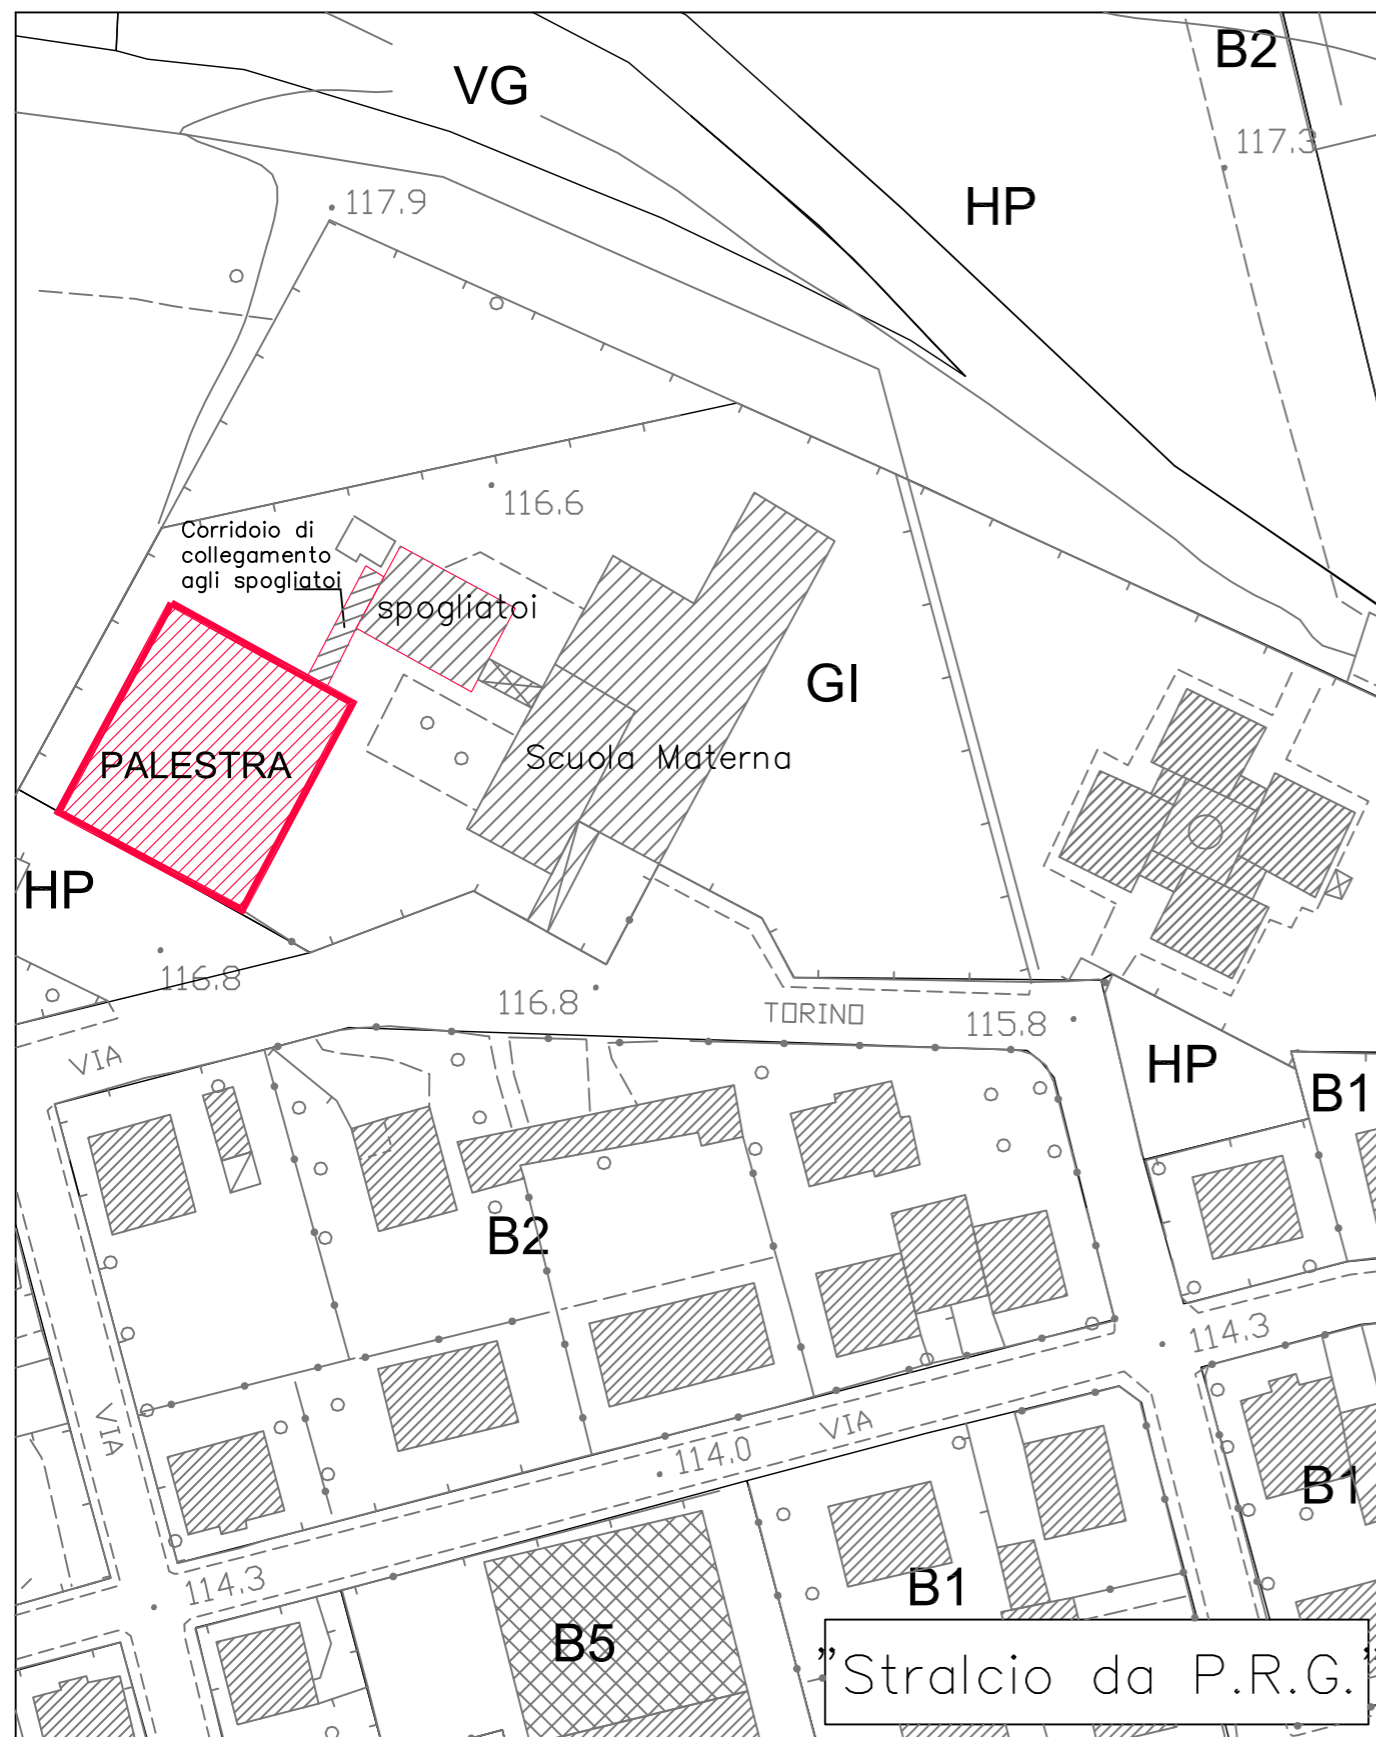 B2
VG
117.3
HP
117.9
116.6
Corridoio di
collegamento
agli spogliatoi
spogliatoi
GI
Scuola Materna
PALESTRA
HP
116.8
116.8
TORINO
115.8
VIA
HP
B1
B2
114.3
VIA
VIA
114.0
B1
114.3
B1
B5
"Stralcio da P.R.G."